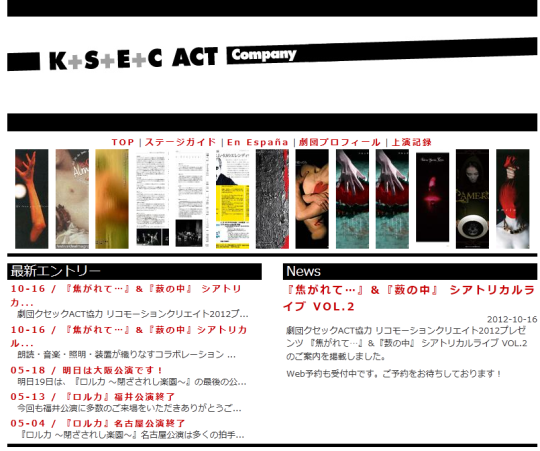 K+S+E+C ACT Company
TOP | ステージガイド | En España | 劇団プロフィール | 上演記録
最新エントリー
10-16 / 『焦がれて…』&『薮の中』 シアトリ
カ...
劇団クセックACT協力 リコモーションクリエイト2012プ...
10-16 / 『焦がれて…』&『薮の中』シアトリカ
ル...
朗読・音楽・照明・装置が織りなすコラボレーション ...
05-18 / 明日は大阪公演です！
明日19日は、『ロルカ 〜閉ざされし楽園〜』の最後の公...
05-13 / 『ロルカ』福井公演終了
今回も福井公演に多数のご来場をいただきありがとうご...
05-04 / 『ロルカ』名古屋公演終了
『ロルカ 〜閉ざされし楽園〜』名古屋公演は多くの拍手...
News
『焦がれて…』&『薮の中』 シアトリカルラ
イブ VOL.2
2012-10-16
劇団クセックACT協力 リコモーションクリエイト2012プレゼ
ンツ 『焦がれて…』&『薮の中』 シアトリカルライブ VOL.2
のご案内を掲載しました。
Web予約も受付中です。ご予約をお待ちしております！